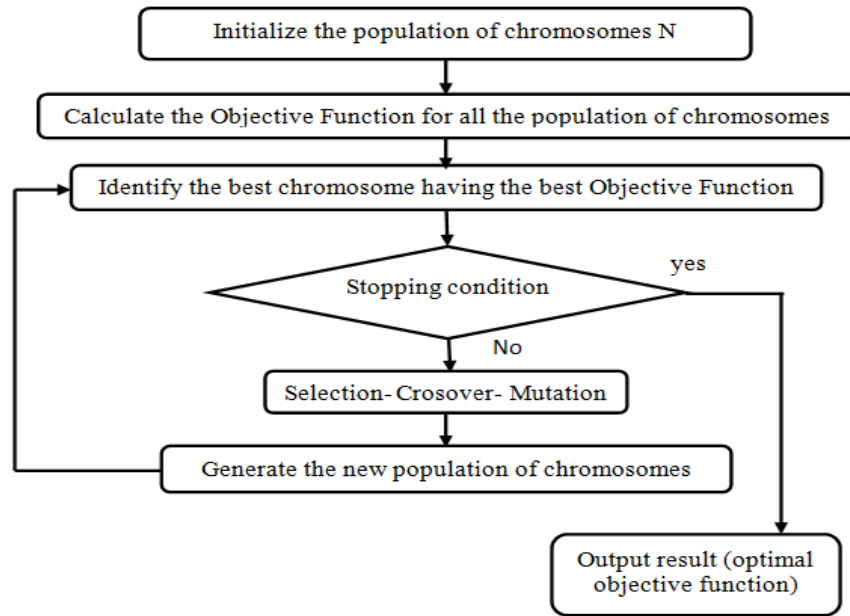 Initialize the population of chromosomes N
Calculate the Objective Function for all the population of chromosomes
Identify the best chromosome having the best Objective Function
yes
Stopping condition
No
Selection- Crosover- Mutation
Generate the new population of chromosomes
Output result (optimal
objective function)